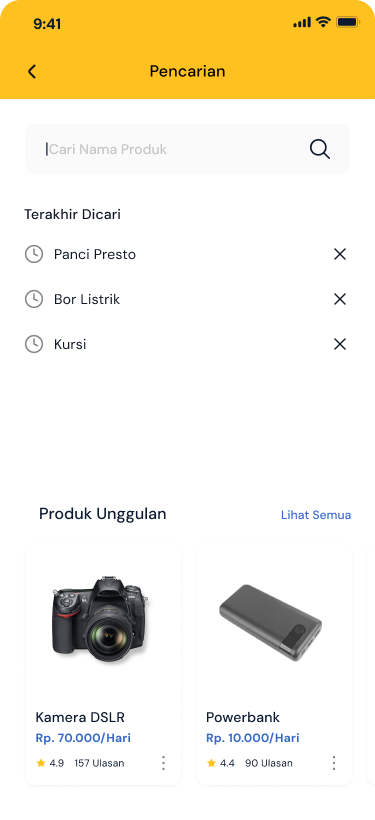 9:41
Pencarian
Cari Nama Produk
Terakhir Dicari
Panci Presto
Bor Listrik
Kursi
Produk Unggulan
Lihat Semua
Kamera DSLR
Rp. 70.000/Hari
4.9 157 Ulasan
Powerbank
Rp. 10.000/Hari
4.4 90 Ulasan